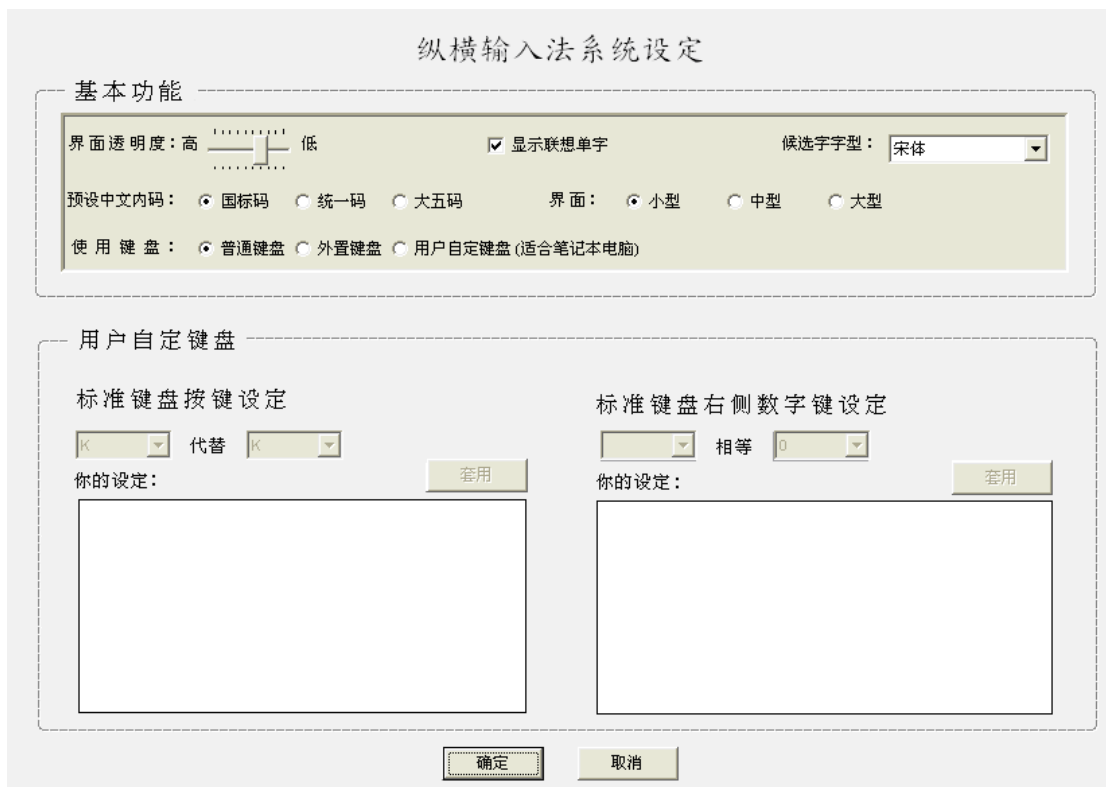 纵横输入法系统设定
基本功能
界面透明度：高 低 显示联想单字 候选字字型： 宋体
预设中文内码： 国标码 统一码 大五码 界面： 小型 中型 大型
使用键盘： 普通键盘 外置键盘 用户自定键盘(适合笔记本电脑)
用户自定键盘
标准键盘按键设定 标准键盘右侧数字键设定
K 代替 K 相等 0
套用 套用
你的设定： 你的设定：
确定 取消